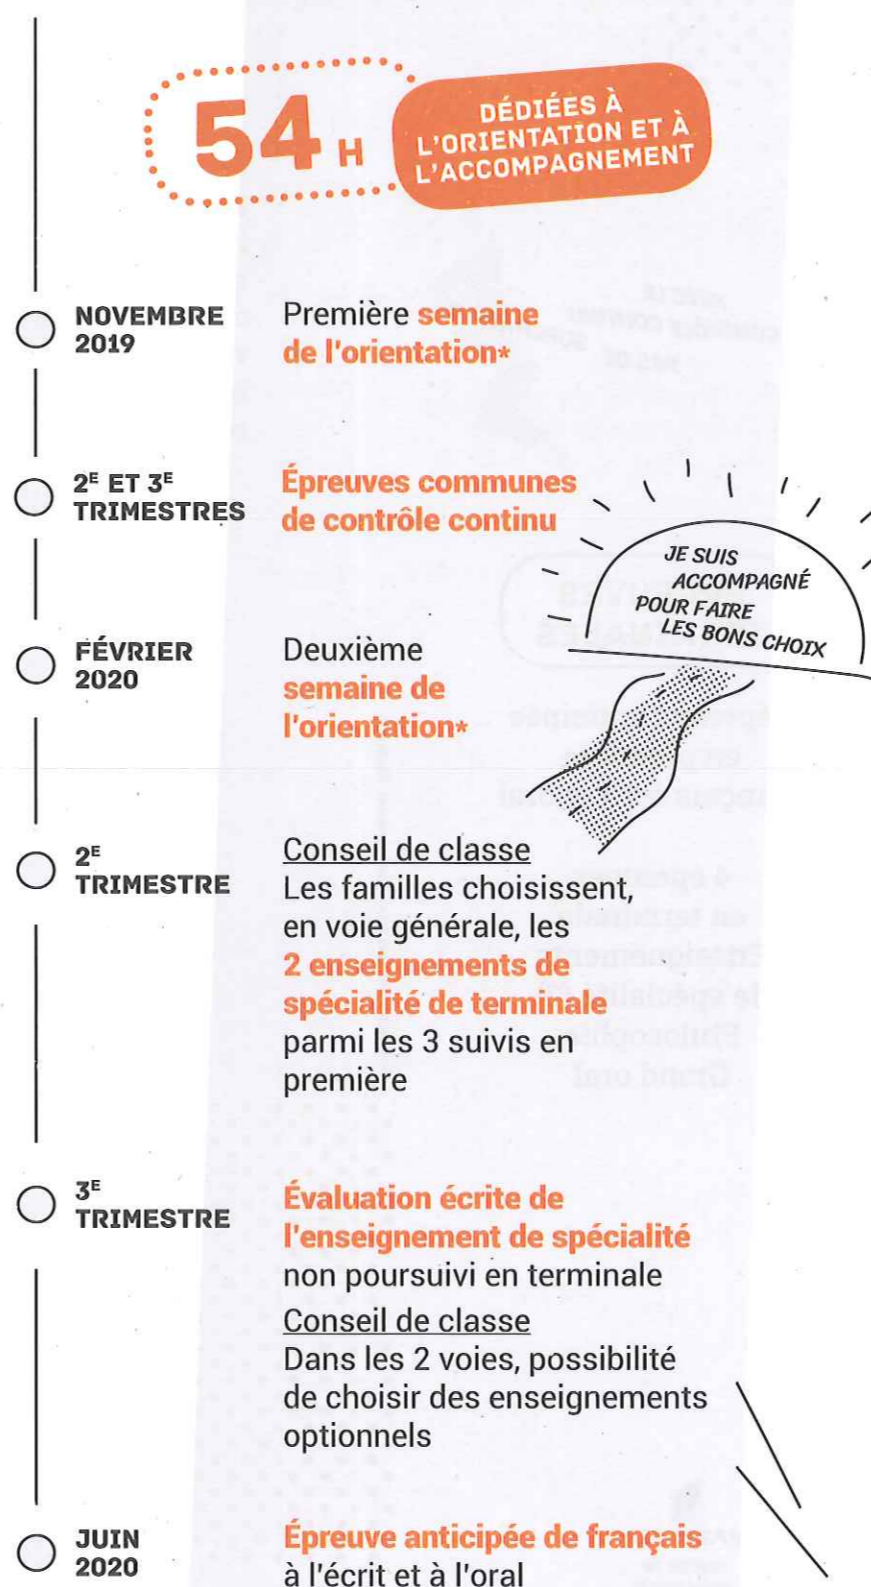 54 H
DÉDIÉES À
L'ORIENTATION ET À
L'ACCOMPAGNEMENT
NOVEMBRE
2019
Première semaine
de l'orientation*
2E ET 3E
TRIMESTRES
Épreuves communes
de contrôle continu
JE SUIS
ACCOMPAGNÉ
POUR FAIRE
LES BONS CHOIX
FÉVRIER
2020
Deuxième
semaine de
l'orientation*
2E
TRIMESTRE
Conseil de classe
Les familles choisissent,
en voie générale, les
2 enseignements de
spécialité de terminale
parmi les 3 suivis en
première
3E
TRIMESTRE
Évaluation écrite de
l'enseignement de spécialité
non poursuivi en terminale
Conseil de classe
Dans les 2 voies, possibilité
de choisir des enseignements
optionnels
JUIN
2020
Épreuve anticipée de français
à l'écrit et à l'oral